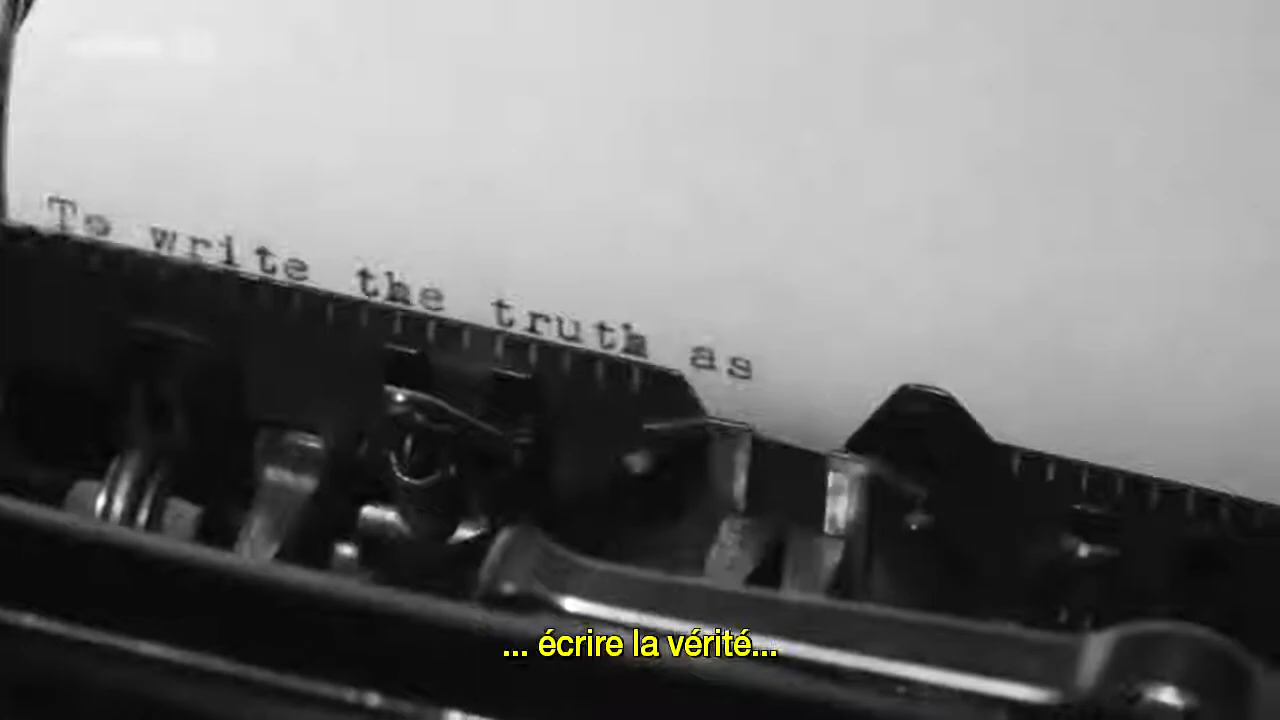 To write the truth as
... écrire la vérité...